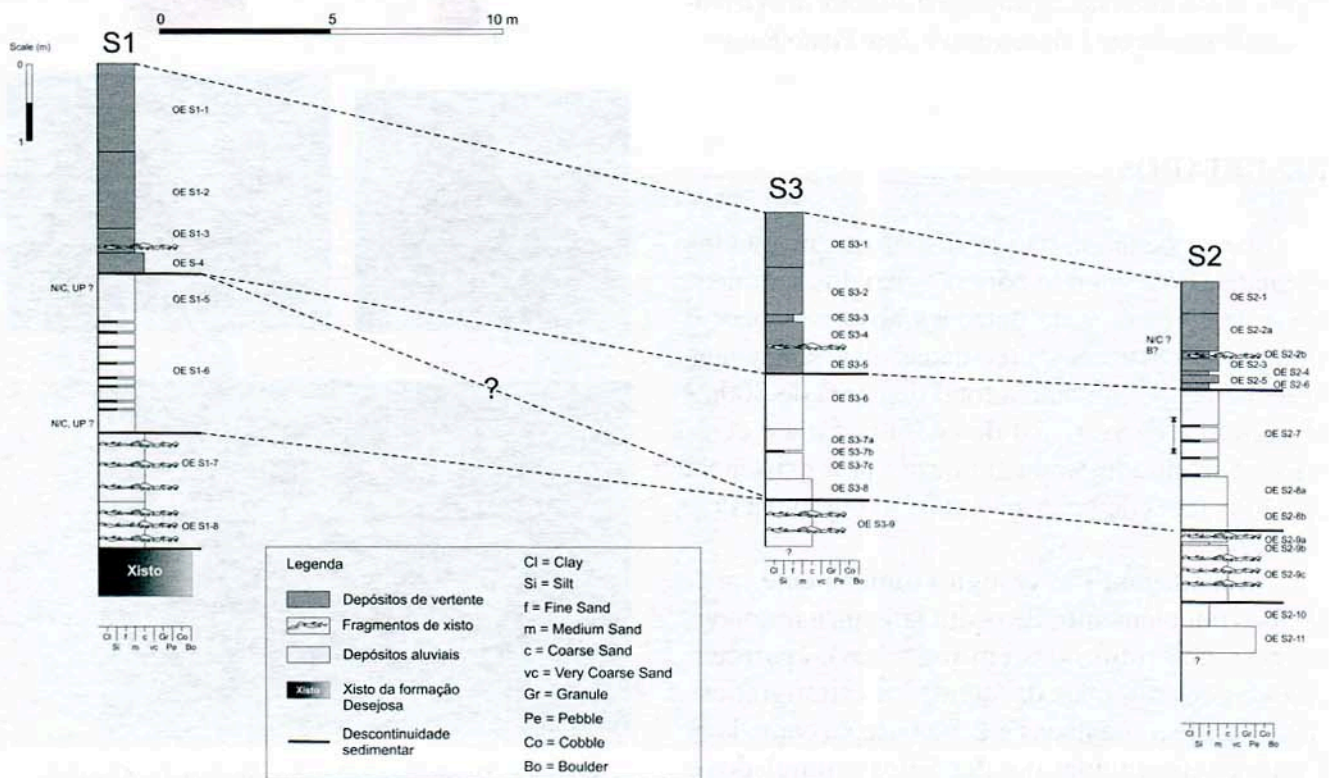 0 5 10 m
S1
Scale (m)
0
1
OE S1-1
OE S1-2
OE S1-3
OE S-4
N/C, UP ?
OE S1-5
OE S1-6
N/C, UP ?
OE S1-7
OE S1-8
Xisto
Cl f c Gr Co
Si m vc Pe Bo
?
S3
OE S3-1
OE S3-2
OE S3-3
OE S3-4
OE S3-5
OE S3-6
OE S3-7a
OE S3-7b
OE S3-7c
OE S3-8
OE S3-9
?
Cl f c Gr Co
Si m vc Pe Bo
S2
OE S2-1
OE S2-2a
N/C ?
B?
OE S2-2b
OE S2-3
OE S2-4
OE S2-5
OE S2-6
OE S2-7
OE S2-8a
OE S2-8b
OE S2-9a
OE S2-9b
OE S2-9c
OE S2-10
OE S2-11
?
Cl f c Gr Co
Si m vc Pe Bo
Legenda
Depósitos de vertente
Fragmentos de xisto
Depósitos aluviais
Xisto
Xisto da formação
Desejosa
Descontinuidade
sedimentar
Cl = Clay
Si = Silt
f = Fine Sand
m = Medium Sand
c = Coarse Sand
vc = Very Coarse Sand
Gr = Granule
Pe = Pebble
Co = Cobble
Bo = Boulder